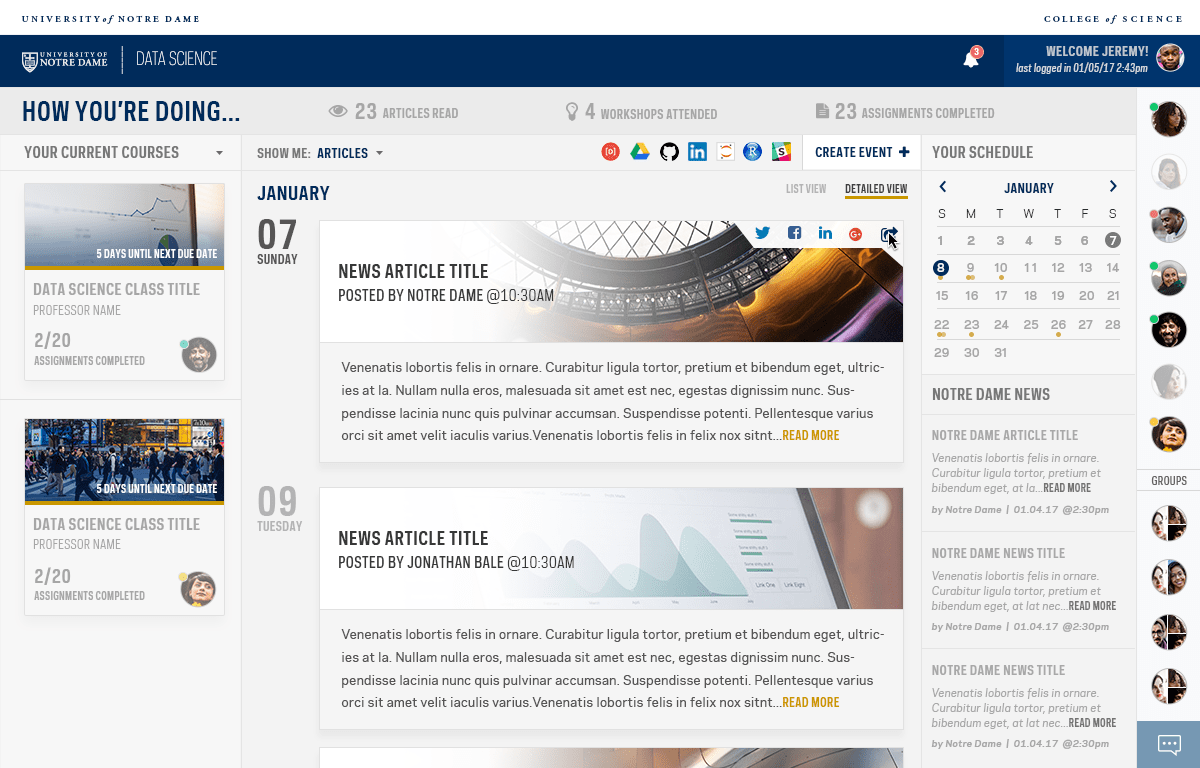 UNIVERSITY of NOTRE DAME
COLLEGE of SCIENCE
UNIVERSITY OF
NOTRE DAME
DATA SCIENCE
3
WELCOME JEREMY!
last logged in 01/05/17 2:43pm
HOW YOU'RE DOING...
23 ARTICLES READ
4 WORKSHOPS ATTENDED
23 ASSIGNMENTS COMPLETED
YOUR CURRENT COURSES
5 DAYS UNTIL NEXT DUE DATE
DATA SCIENCE CLASS TITLE
PROFESSOR NAME
2/20
ASSIGNMENTS COMPLETED
5 DAYS UNTIL NEXT DUE DATE
DATA SCIENCE CLASS TITLE
PROFESSOR NAME
2/20
ASSIGNMENTS COMPLETED
SHOW ME: ARTICLES
CREATE EVENT +
JANUARY
LIST VIEW
DETAILED VIEW
07
SUNDAY
NEWS ARTICLE TITLE
POSTED BY NOTRE DAME @10:30AM
Venenatis lobortis felis in ornare. Curabitur ligula tortor, pretium et bibendum eget, ultric-
ies at la. Nullam nulla eros, malesuada sit amet est nec, egestas dignissim nunc. Sus-
pendisse lacinia nunc quis pulvinar accumsan. Suspendisse potenti. Pellentesque varius
orci sit amet velit iaculis varius.Venenatis lobortis felis in felix nox sitnt...READ MORE
09
TUESDAY
NEWS ARTICLE TITLE
POSTED BY JONATHAN BALE @10:30AM
Venenatis lobortis felis in ornare. Curabitur ligula tortor, pretium et bibendum eget, ultric-
ies at la. Nullam nulla eros, malesuada sit amet est nec, egestas dignissim nunc. Sus-
pendisse lacinia nunc quis pulvinar accumsan. Suspendisse potenti. Pellentesque varius
orci sit amet velit iaculis varius.Venenatis lobortis felis in felix nox sitnt...READ MORE
YOUR SCHEDULE
JANUARY
S M T W T F S
1 2 3 4 5 6 7
8 9 10 11 12 13 14
15 16 17 18 19 20 21
22 23 24 25 26 27 28
29 30 31
NOTRE DAME NEWS
NOTRE DAME ARTICLE TITLE
Venenatis lobortis felis in ornare.
Curabitur ligula tortor, pretium et
bibendum eget, at la...READ MORE
by Notre Dame | 01.04.17 @2:30pm
NOTRE DAME NEWS TITLE
Venenatis lobortis felis in ornare.
Curabitur ligula tortor, pretium et
bibendum eget, at lat nec...READ MORE
by Notre Dame | 01.04.17 @2:30pm
NOTRE DAME NEWS TITLE
Venenatis lobortis felis in ornare.
Curabitur ligula tortor, pretium et
bibendum eget, at lat nec...READ MORE
by Notre Dame | 01.04.17 @2:30pm
GROUPS